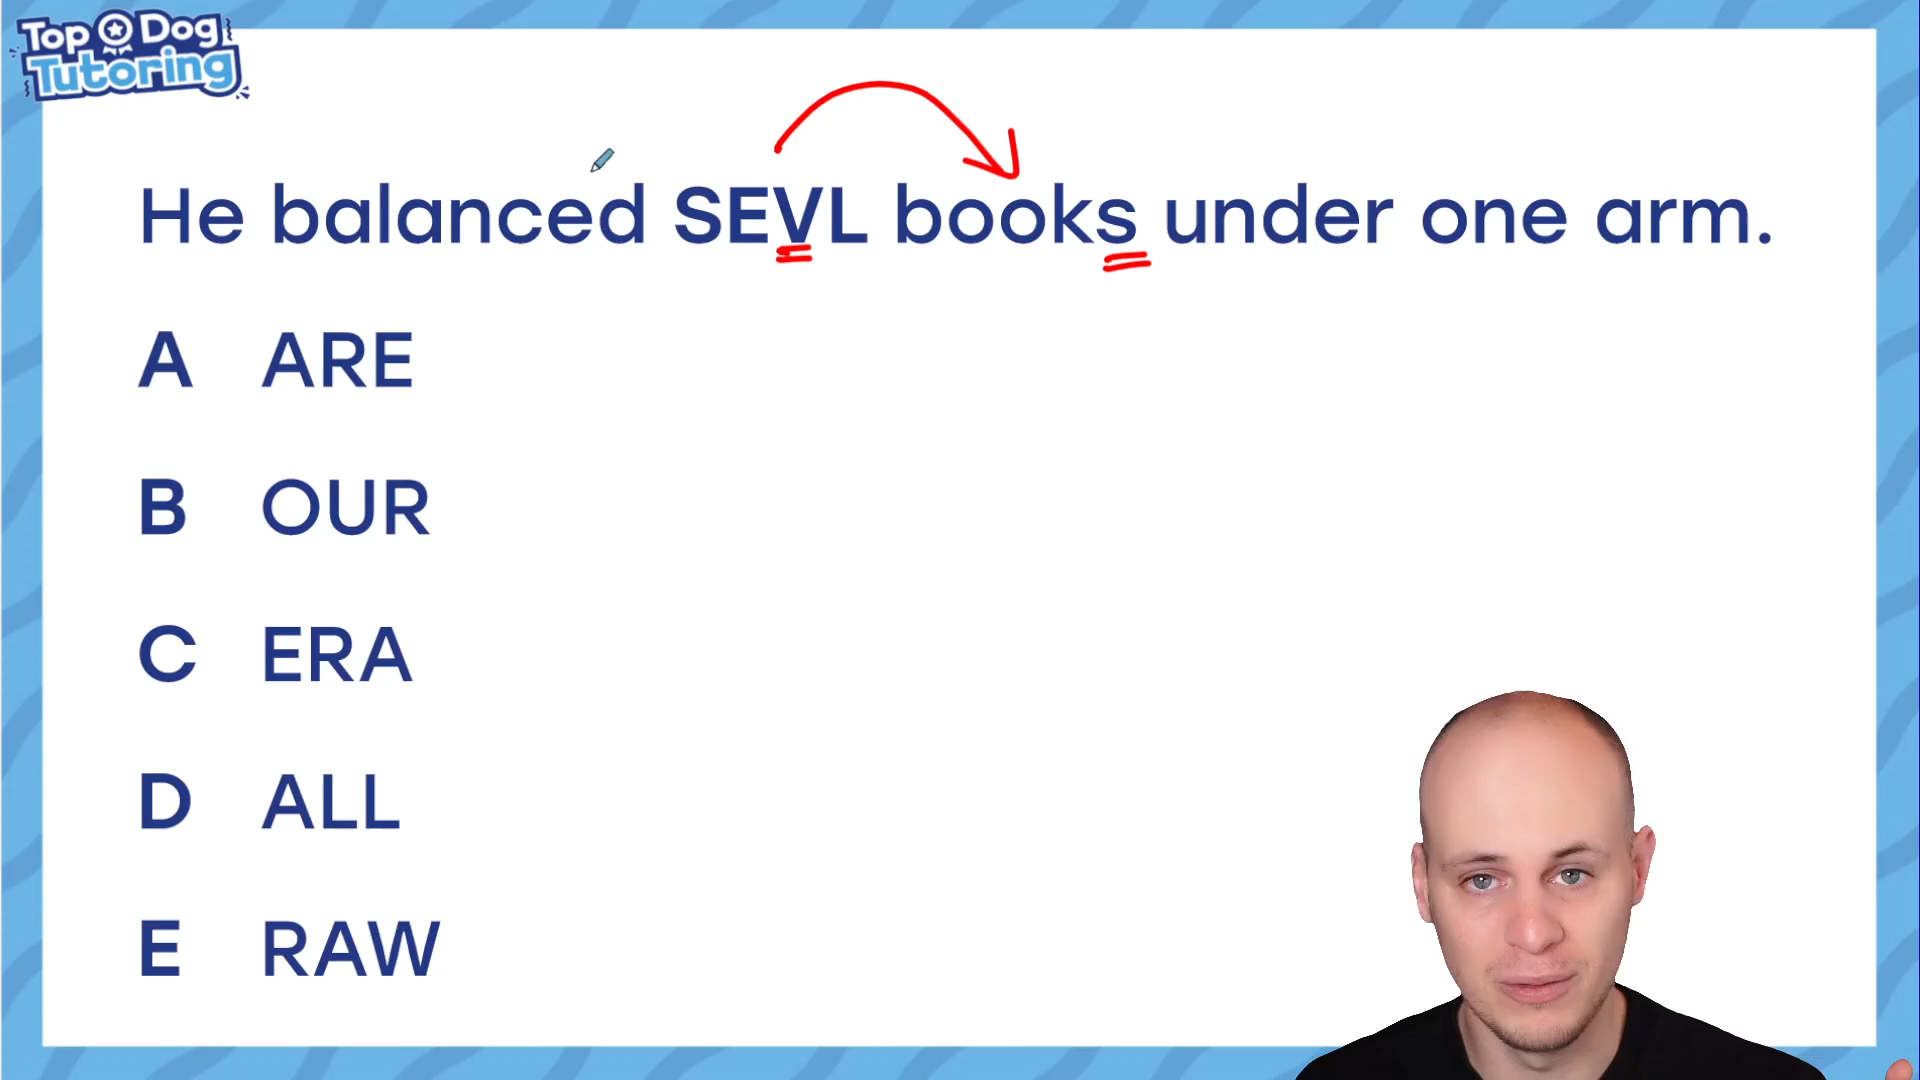 Top Dog
Tutoring
He balanced SEVL books under one arm.
A ARE
B OUR
C ERA
D ALL
E RAW